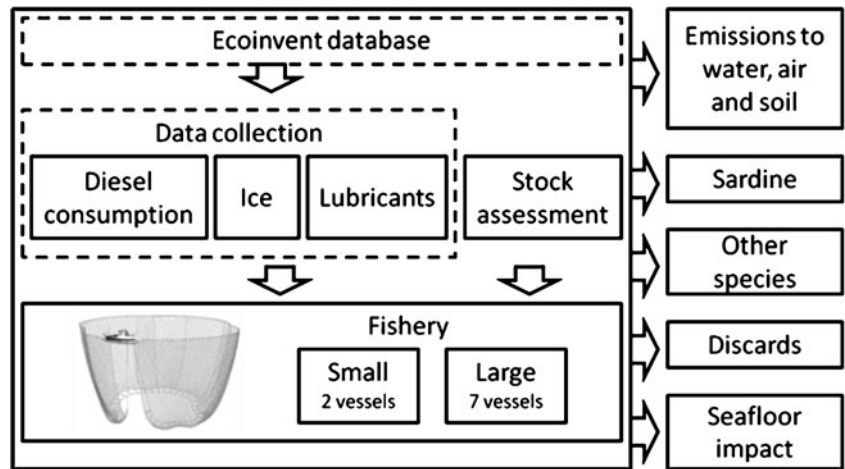 Ecoinvent database
Data collection
Diesel
consumption
Ice
Lubricants
Stock
assessment
Fishery
Small
2 vessels
Large
7 vessels
Emissions to
water, air
and soil
Sardine
Other
species
Discards
Seafloor
impact